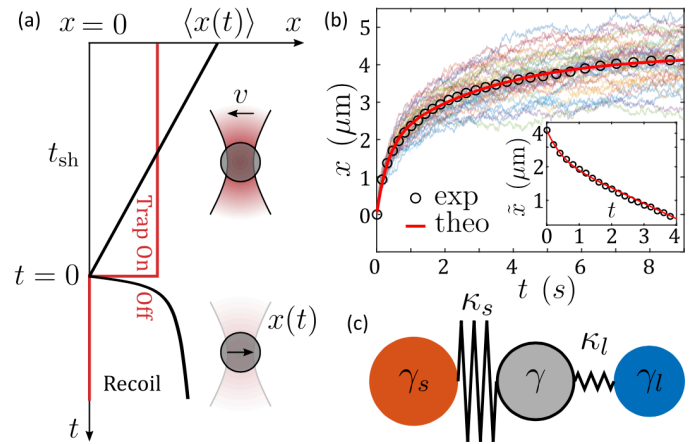 (a)
x = 0
⟨x(t)⟩
x
t_sh
v
Trap On
t = 0
Off
x(t)
Recoil
t
(b)
x (μm)
5
4
3
2
1
0
exp
theo
x̃ (μm)
4
2
1
t
0 1 2 3 4
0 2 4 6 8
t (s)
(c)
κ_s
κ_l
γ_s
γ
γ_l